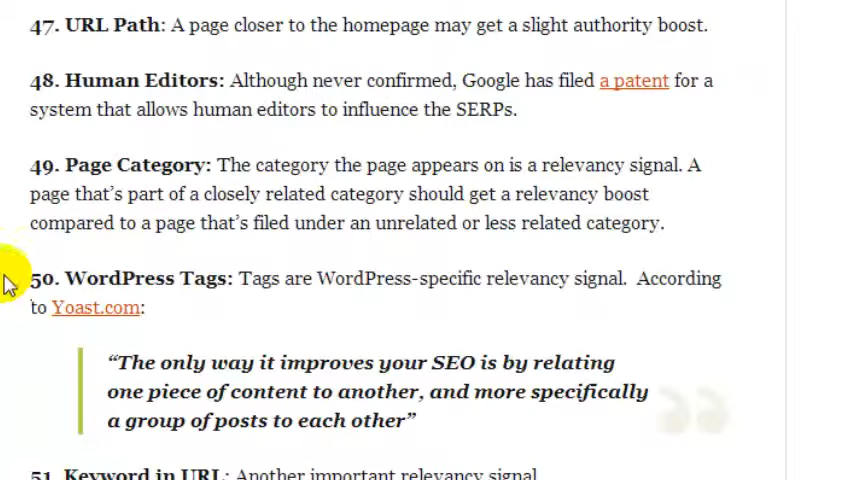 47. URL Path: A page closer to the homepage may get a slight authority boost.
48. Human Editors: Although never confirmed, Google has filed a patent for a
system that allows human editors to influence the SERPs.
49. Page Category: The category the page appears on is a relevancy signal. A
page that’s part of a closely related category should get a relevancy boost
compared to a page that’s filed under an unrelated or less related category.
50. WordPress Tags: Tags are WordPress-specific relevancy signal.  According
to Yoast.com:
“The only way it improves your SEO is by relating
one piece of content to another, and more specifically
a group of posts to each other”
51. Keyword in URL: Another important relevancy signal.